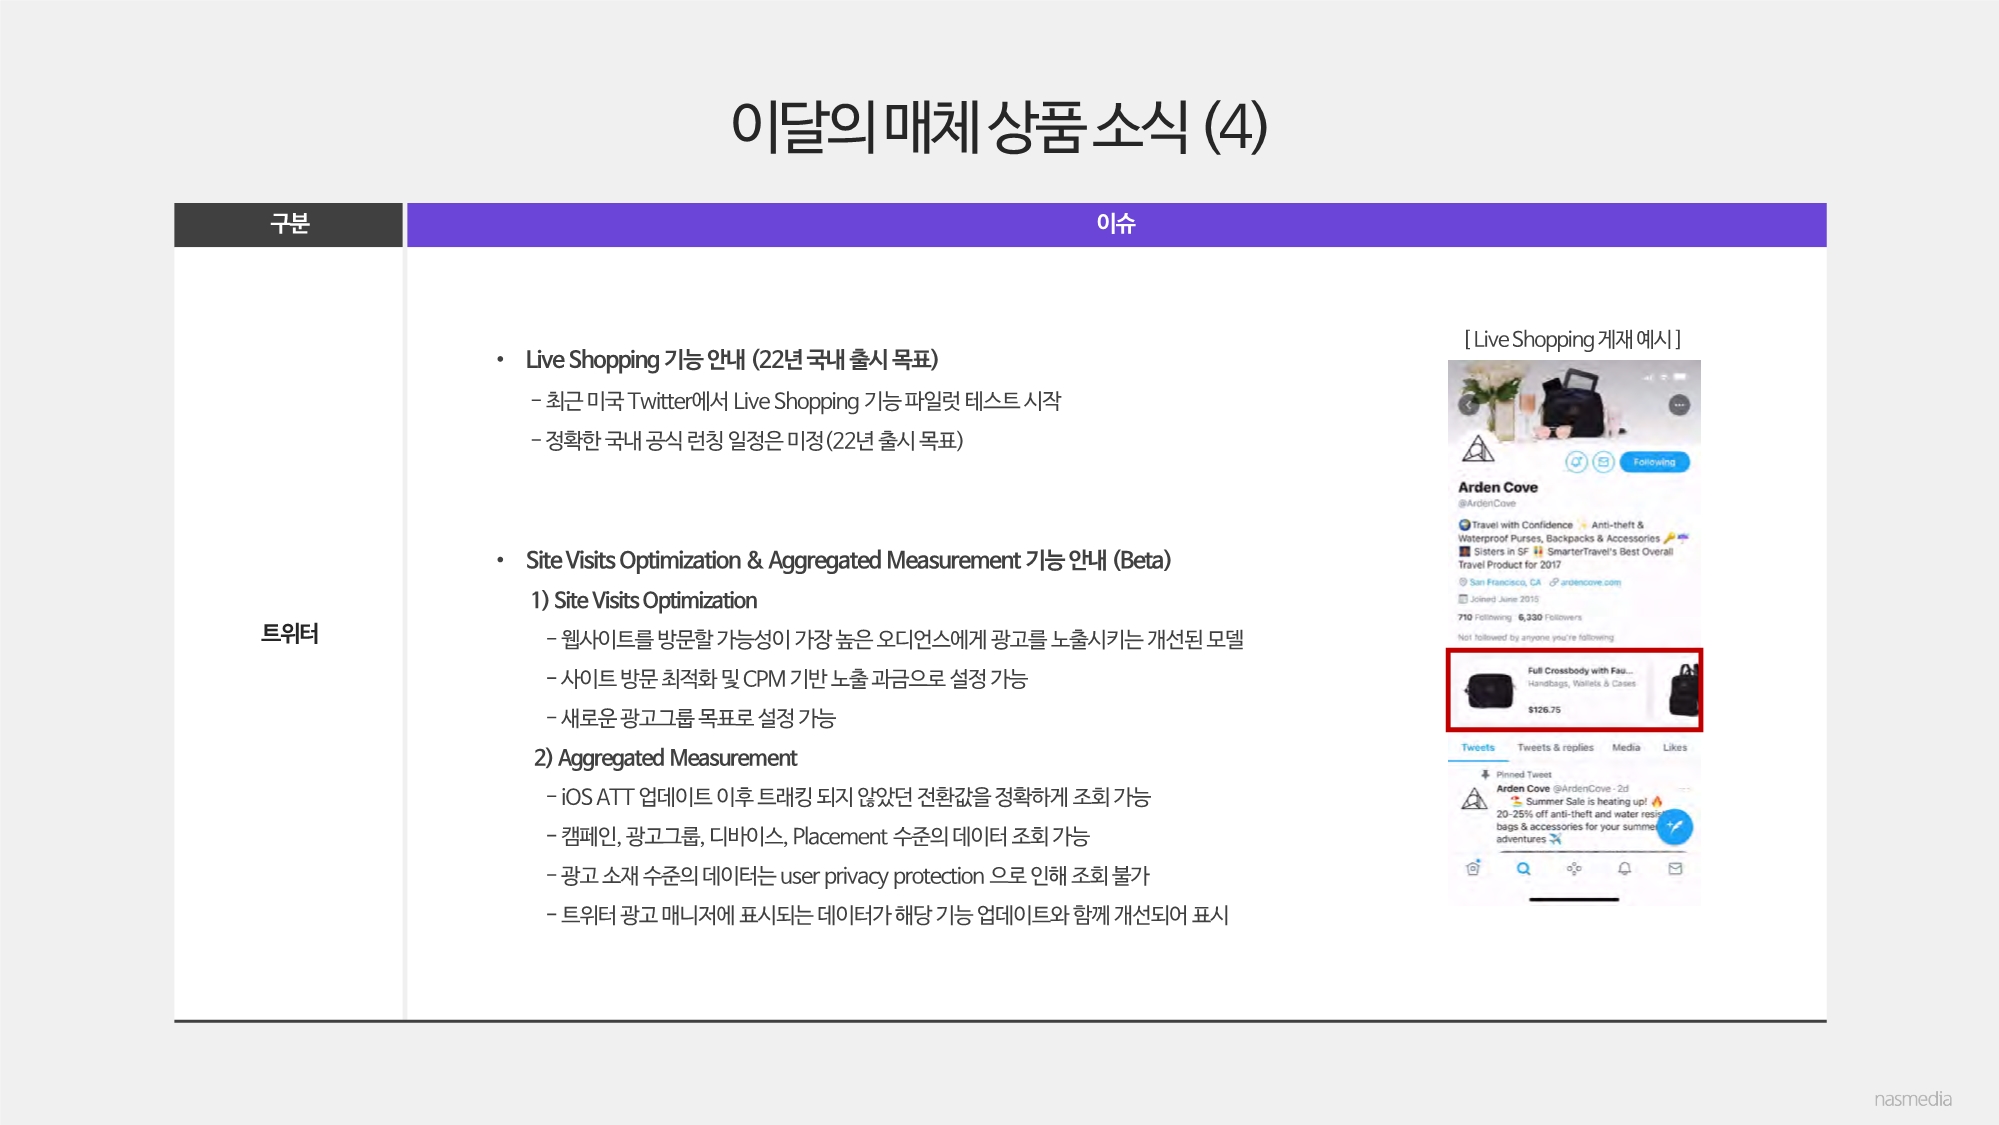 이달의 매체 상품 소식 (4)
구분
이슈
트위터
• Live Shopping 기능 안내 (22년 국내 출시 목표)
– 최근 미국 Twitter에서 Live Shopping 기능 파일럿 테스트 시작
– 정확한 국내 공식 런칭 일정은 미정(22년 출시 목표)
• Site Visits Optimization & Aggregated Measurement 기능 안내 (Beta)
1) Site Visits Optimization
– 웹사이트를 방문할 가능성이 가장 높은 오디언스에게 광고를 노출시키는 개선된 모델
– 사이트 방문 최적화 및 CPM 기반 노출 과금으로 설정 가능
– 새로운 광고그룹 목표로 설정 가능
2) Aggregated Measurement
– iOS ATT 업데이트 이후 트래킹 되지 않았던 전환값을 정확하게 조회 가능
– 캠페인, 광고그룹, 디바이스, Placement 수준의 데이터 조회 가능
– 광고 소재 수준의 데이터는 user privacy protection 으로 인해 조회 불가
– 트위터 광고 매니저에 표시되는 데이터가 해당 기능 업데이트와 함께 개선되어 표시
[ Live Shopping 게재 예시 ]
Following
Arden Cove
@ArdenCove
Travel with Confidence ✨ Anti-theft &
Waterproof Purses, Backpacks & Accessories
Sisters in SF SmarterTravel's Best Overall
Travel Product for 2017
San Francisco, CA ardencove.com
Joined June 2015
710 Following 6,330 Followers
Not followed by anyone you're following
Full Crossbody with Fau...
Handbags, Wallets & Cases
$126.75
Tweets Tweets & replies Media Likes
Pinned Tweet
Arden Cove @ArdenCove · 2d
Summer Sale is heating up! 🔥
20-25% off anti-theft and water
bags & accessories for your summe
adventures ✈️
nasmedia